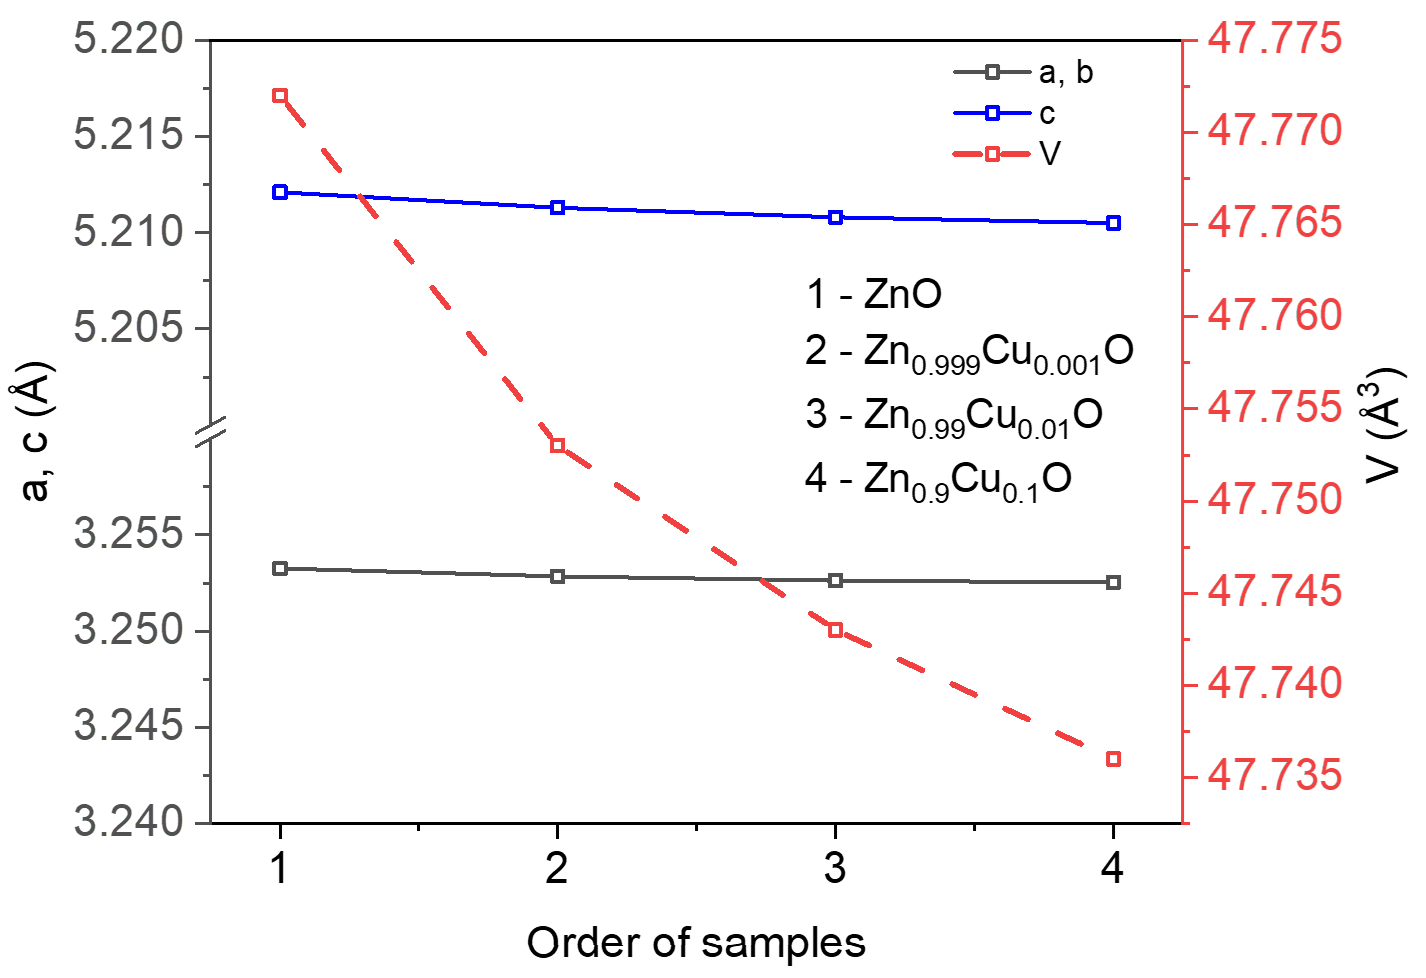 5.220
5.215
5.210
5.205
3.255
3.250
3.245
3.240
a, c (Å)
47.775
47.770
47.765
47.760
47.755
47.750
47.745
47.740
47.735
V (Å³)
a, b
c
V
1 - ZnO
2 - Zn₀.₉₉₉Cu₀.₀₀₁O
3 - Zn₀.₉₉Cu₀.₀₁O
4 - Zn₀.₉Cu₀.₁O
1 2 3 4
Order of samples